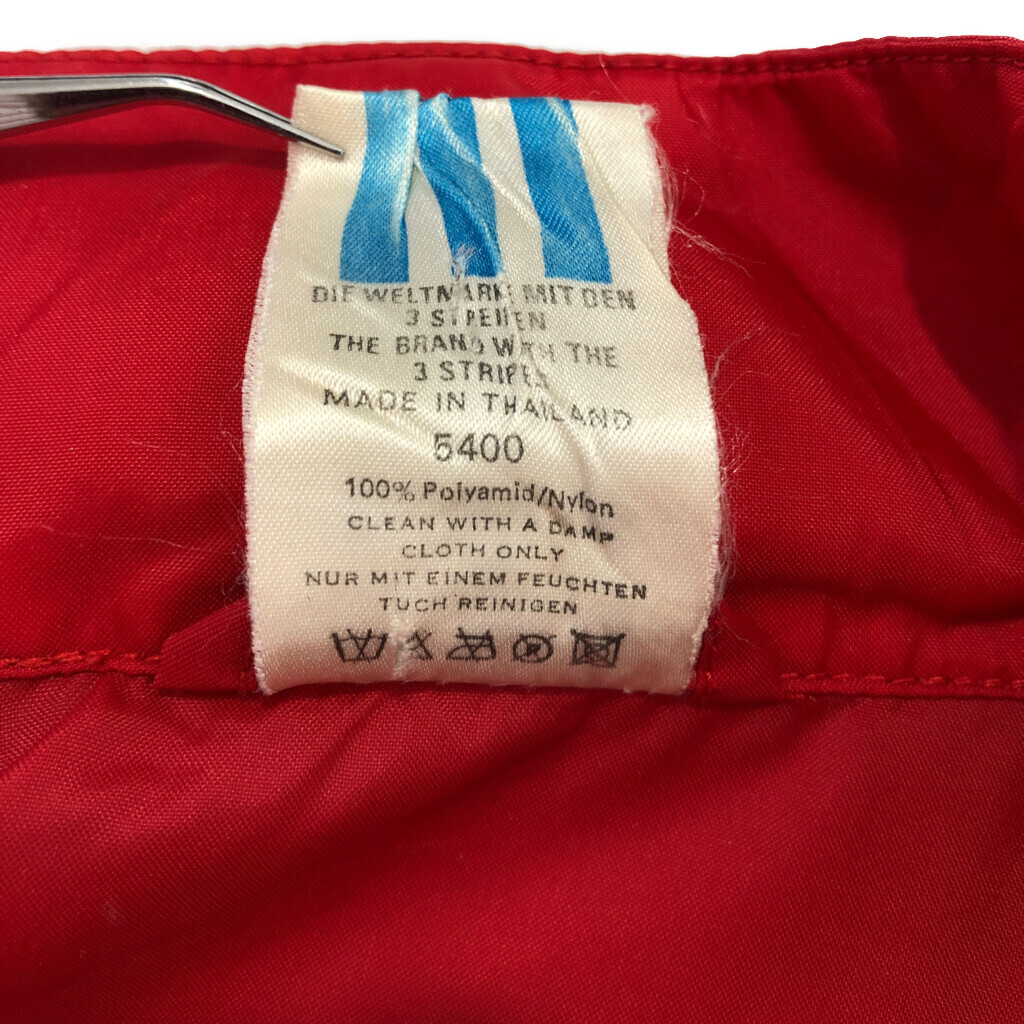 DIE WELTMARKE MIT DEN
3 STREIFEN
THE BRAND WITH THE
3 STRIPES
MADE IN THAILAND
5400
100% Polyamid/Nylon
CLEAN WITH A DAMP
CLOTH ONLY
NUR MIT EINEM FEUCHTEN
TUCH REINIGEN